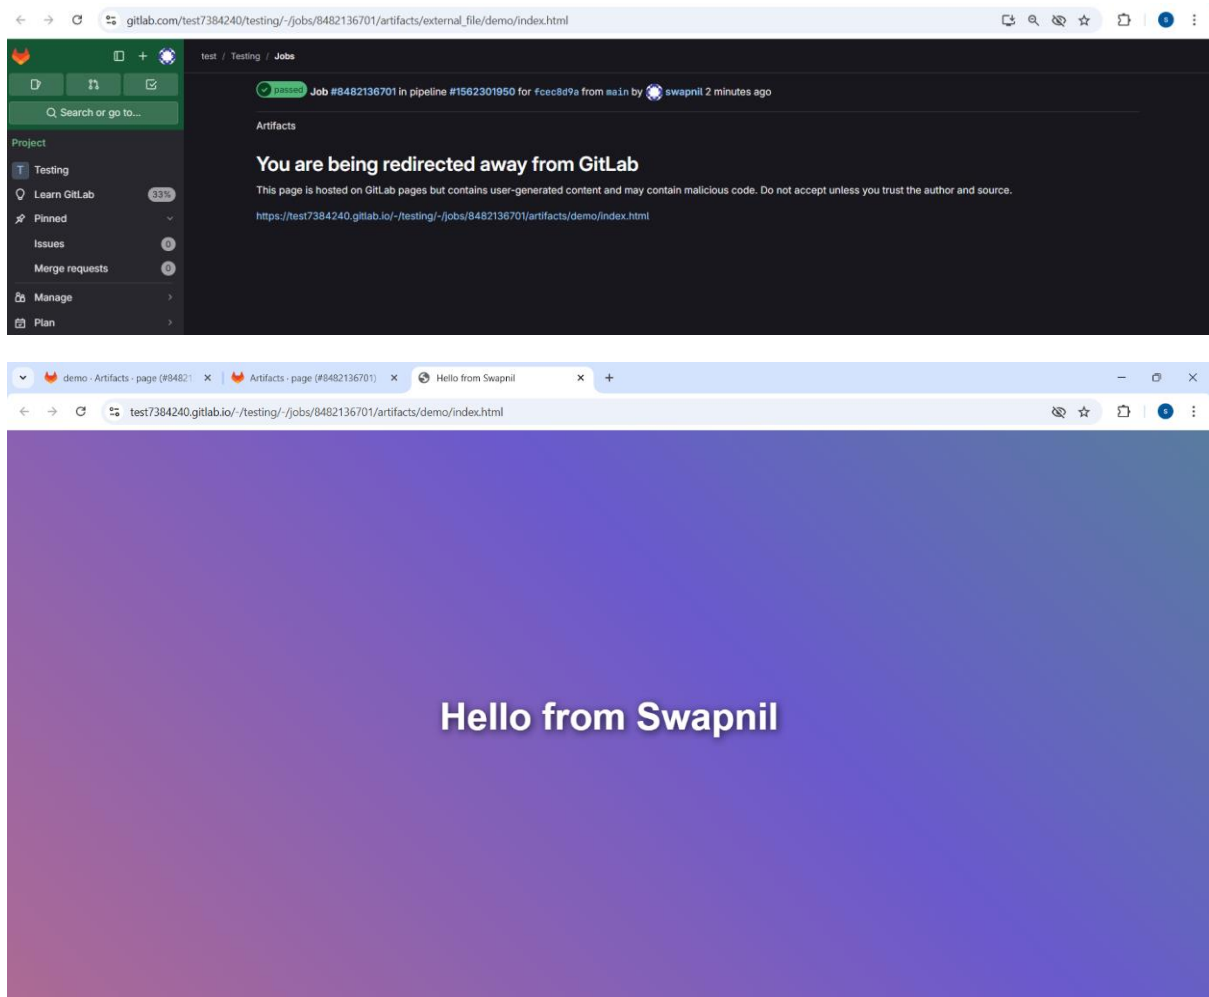 gitlab.com/test7384240/testing/-/jobs/8482136701/artifacts/external_file/demo/index.html
s
test / Testing / Jobs
passed Job #8482136701 in pipeline #1562301950 for fcec8d9a from main by swapnil 2 minutes ago
Search or go to...
Artifacts
Project
You are being redirected away from GitLab
T Testing
This page is hosted on GitLab pages but contains user-generated content and may contain malicious code. Do not accept unless you trust the author and source.
Learn GitLab 33%
https://test7384240.gitlab.io/-/testing/-/jobs/8482136701/artifacts/demo/index.html
Pinned
Issues 0
Merge requests 0
Manage
Plan
demo · Artifacts · page (#8482 Artifacts · page (#8482136701) Hello from Swapnil
test7384240.gitlab.io/-/testing/-/jobs/8482136701/artifacts/demo/index.html
s
Hello from Swapnil